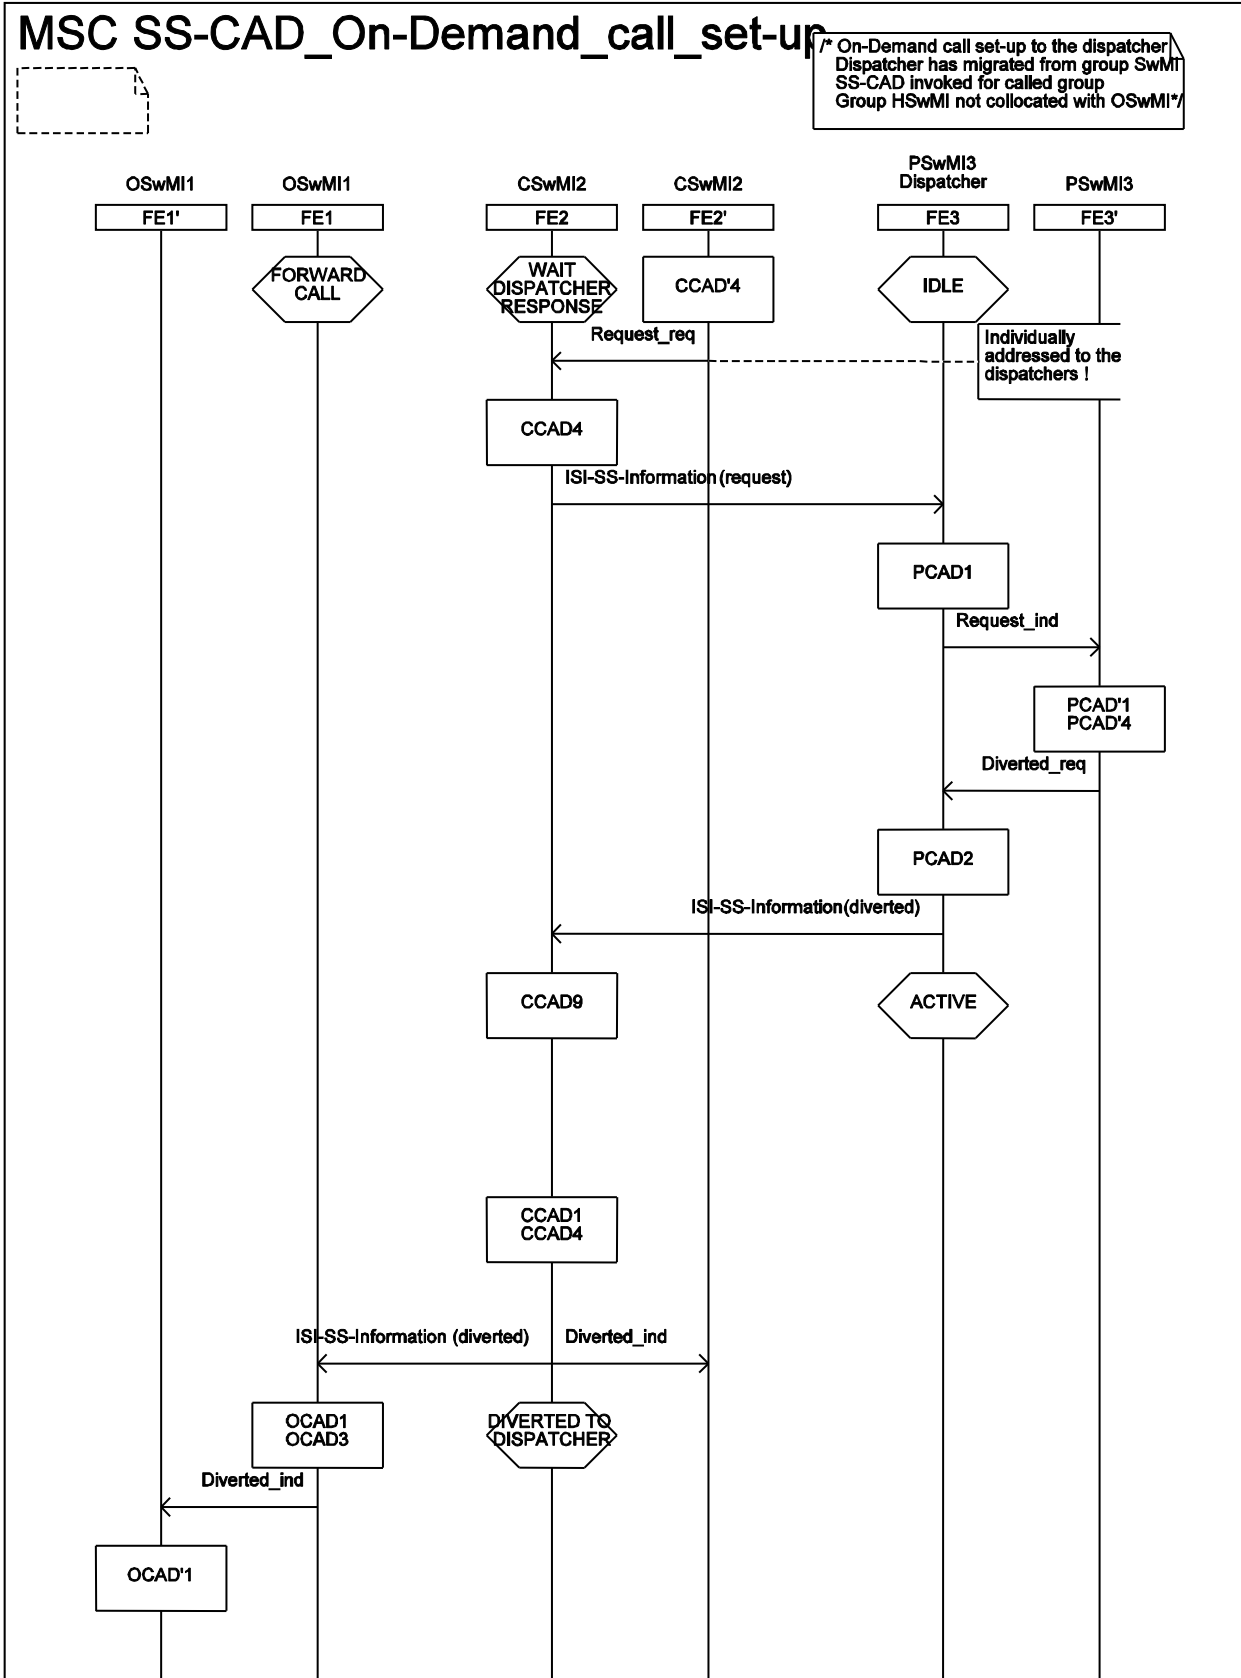 MSC SS-CAD_On-Demand_call_set-up
/* On-Demand call set-up to the dispatcher
Dispatcher has migrated from group SwMI
SS-CAD invoked for called group
Group HSwMI not collocated with OSwMI*/
OSwMI1
OSwMI1
CSwMI2
CSwMI2
PSwMI3
Dispatcher
PSwMI3
FE1'
FE1
FE2
FE2'
FE3
FE3'
FORWARD
CALL
WAIT
DISPATCHER
RESPONSE
CCAD'4
IDLE
Request_req
Individually
addressed to the
dispatchers !
CCAD4
ISI-SS-Information (request)
PCAD1
Request_ind
PCAD'1
PCAD'4
Diverted_req
PCAD2
ISI-SS-Information(diverted)
CCAD9
ACTIVE
CCAD1
CCAD4
ISI-SS-Information (diverted)
Diverted_ind
OCAD1
OCAD3
DIVERTED TO
DISPATCHER
Diverted_ind
OCAD'1